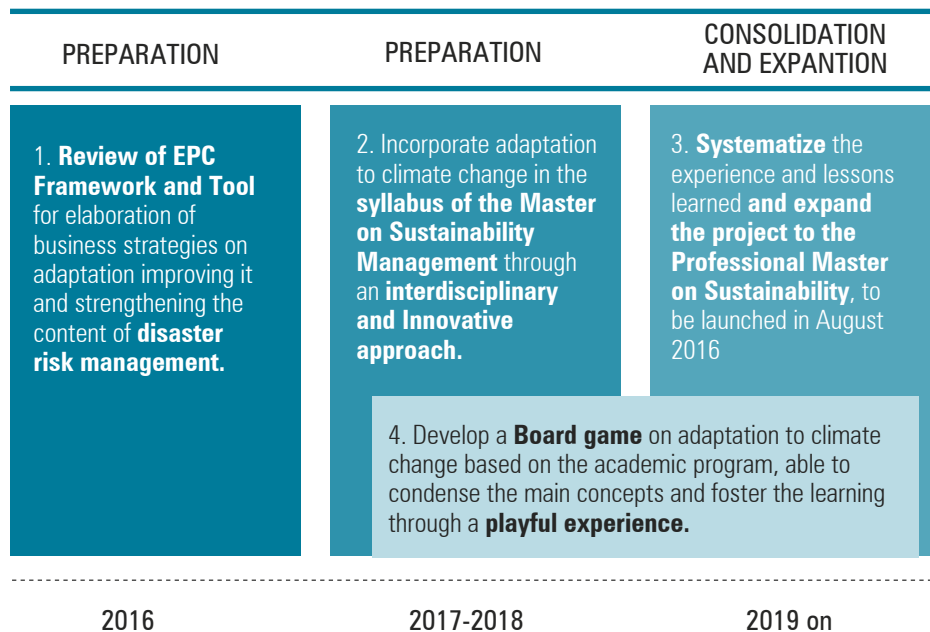 PREPARATION
PREPARATION
CONSOLIDATION
AND EXPANTION
1. Review of EPC
Framework and Tool
for elaboration of
business strategies on
adaptation improving it
and strengthening the
content of disaster
risk management.
2. Incorporate adaptation
to climate change in the
syllabus of the Master
on Sustainability
Management through
an interdisciplinary
and Innovative
approach.
3. Systematize the
experience and lessons
learned and expand
the project to the
Professional Master
on Sustainability, to
be launched in August
2016
4. Develop a Board game on adaptation to climate
change based on the academic program, able to
condense the main concepts and foster the learning
through a playful experience.
2016
2017-2018
2019 on